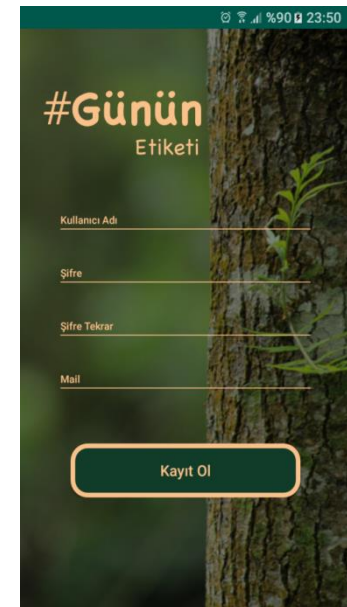 %90 23:50
#Günün
Etiketi
Kullanıcı Adı
Şifre
Şifre Tekrar
Mail
Kayıt Ol